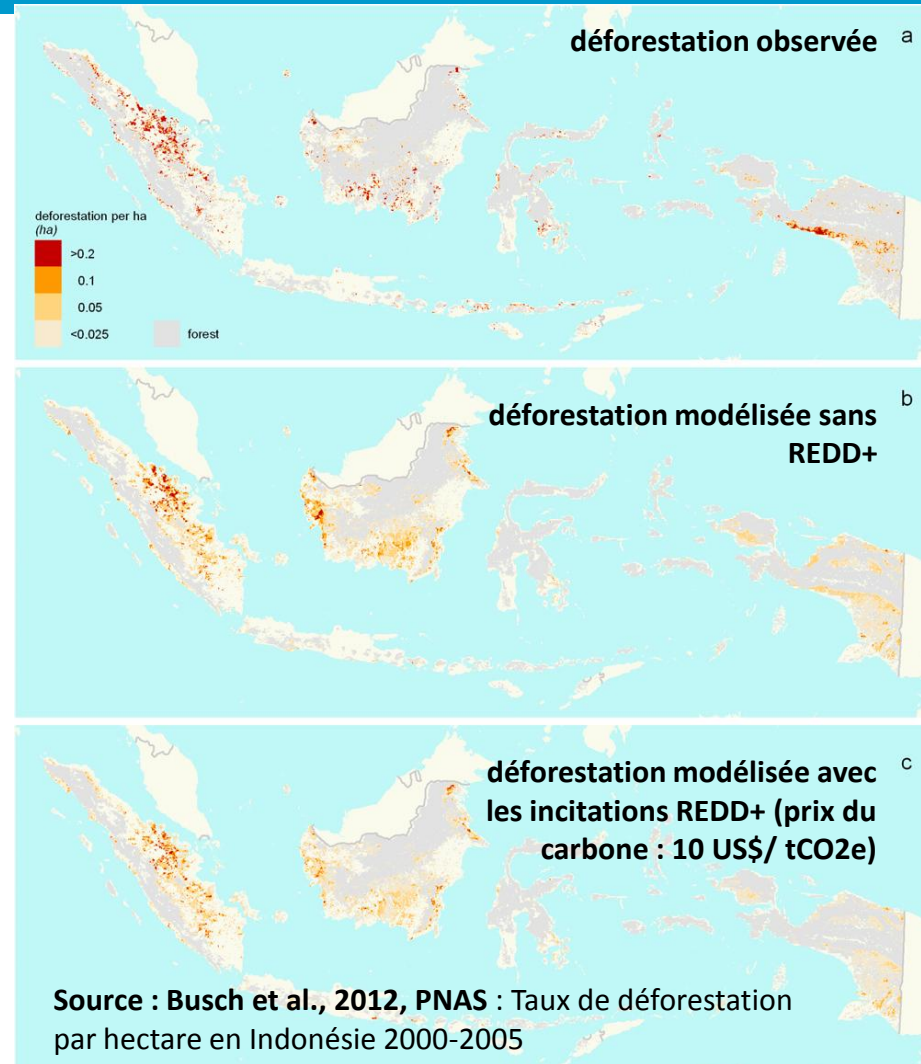 déforestation observée
a
deforestation per ha
(ha)
>0.2
0.1
0.05
<0.025
forest
b
déforestation modélisée sans
REDD+
c
déforestation modélisée avec
les incitations REDD+ (prix du
carbone : 10 US$/ tCO2e)
Source : Busch et al., 2012, PNAS : Taux de déforestation
par hectare en Indonésie 2000-2005